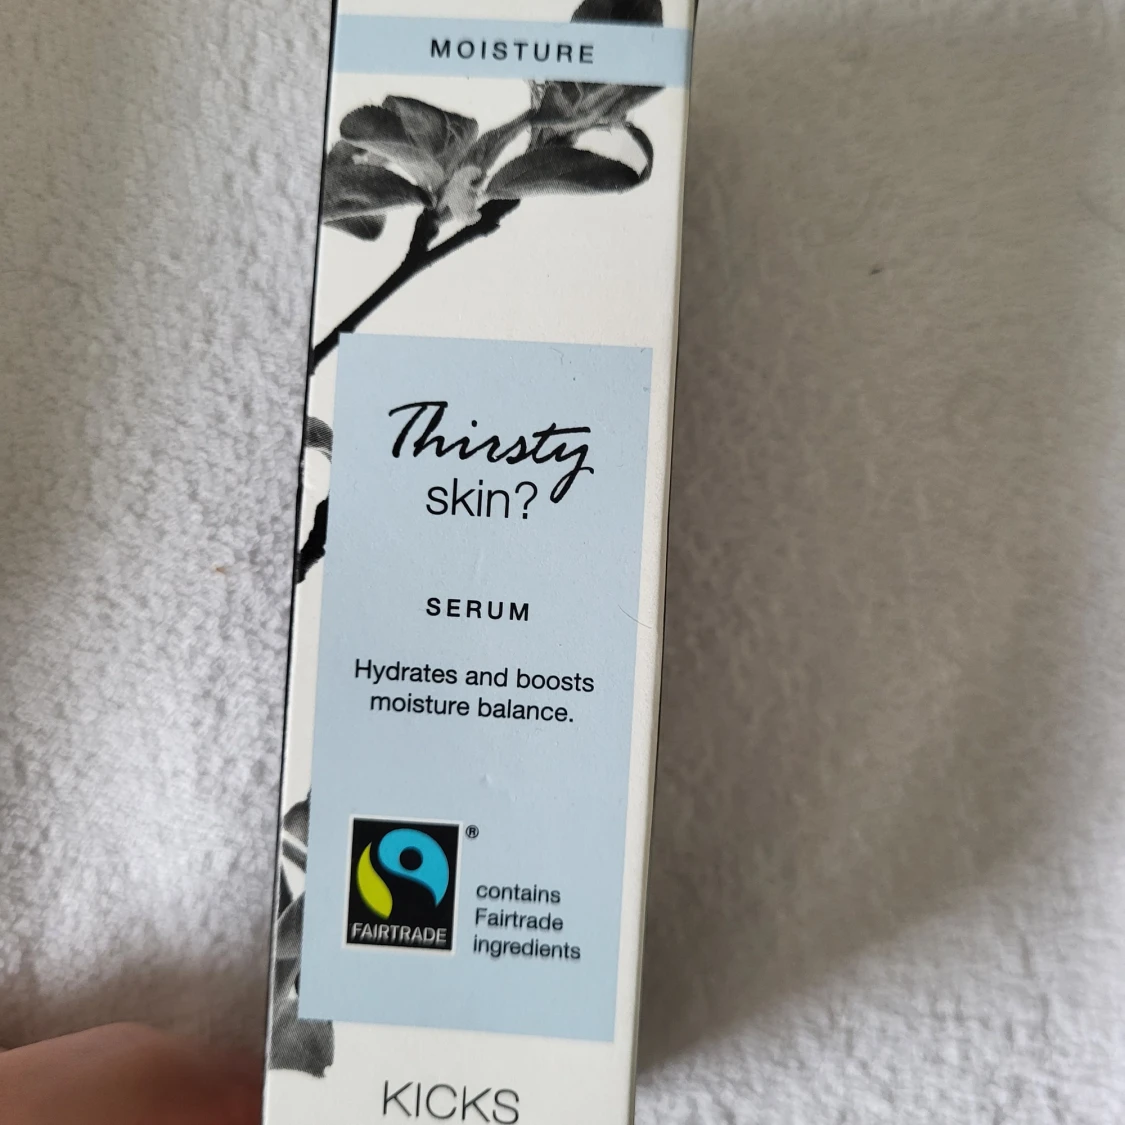 MOISTURE
Thirsty
skin?
SERUM
Hydrates and boosts
moisture balance.
®
FAIRTRADE
contains
Fairtrade
ingredients
KICKS